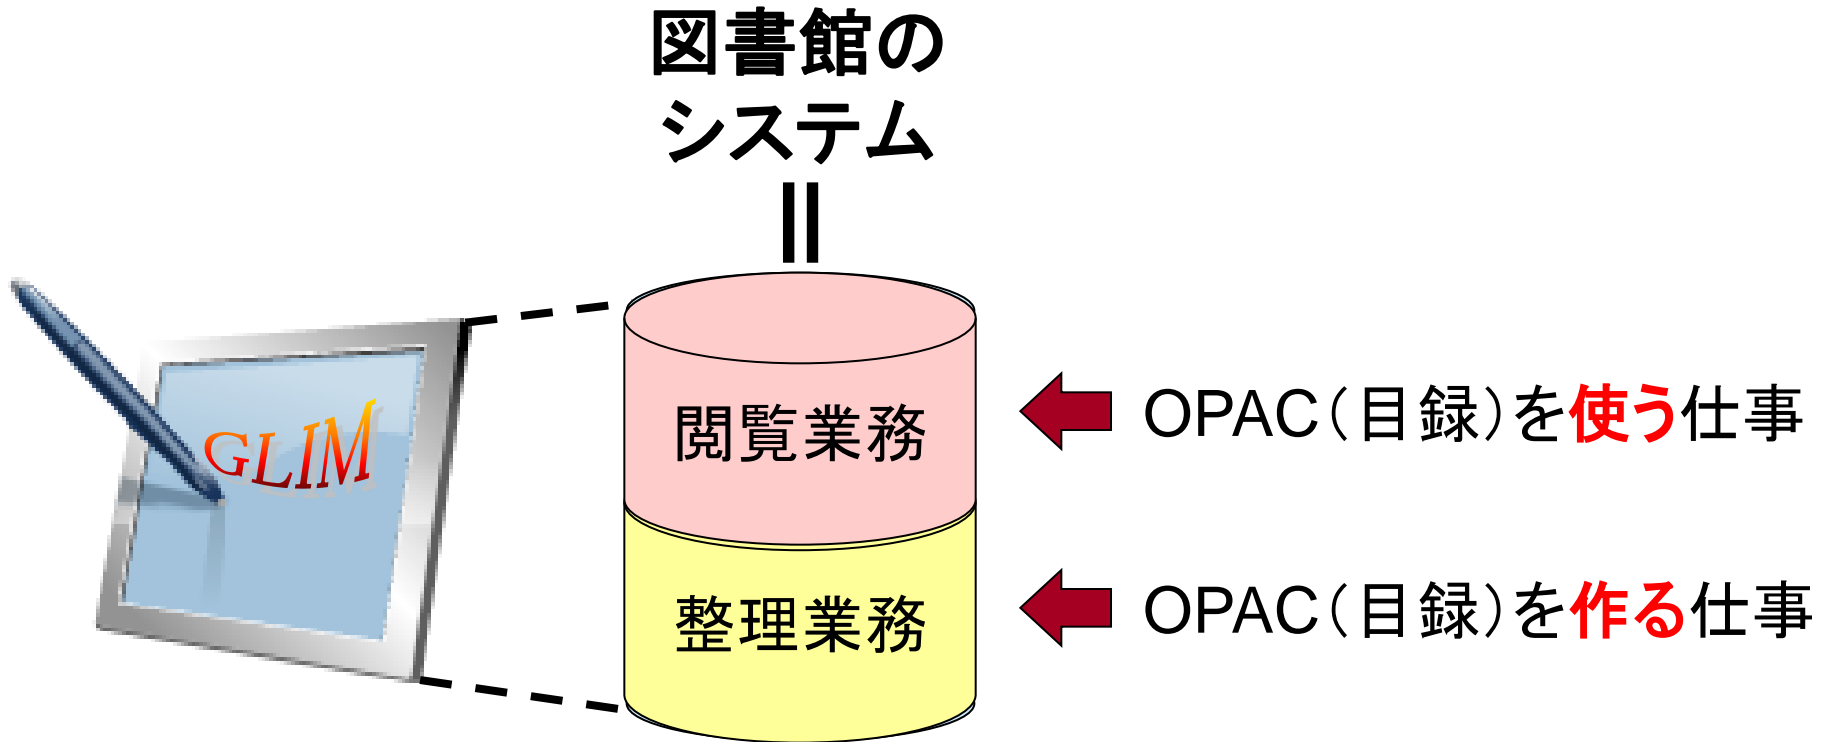 図書館の
システム
GLIM
閲覧業務
OPAC（目録）を使う仕事
整理業務
OPAC（目録）を作る仕事